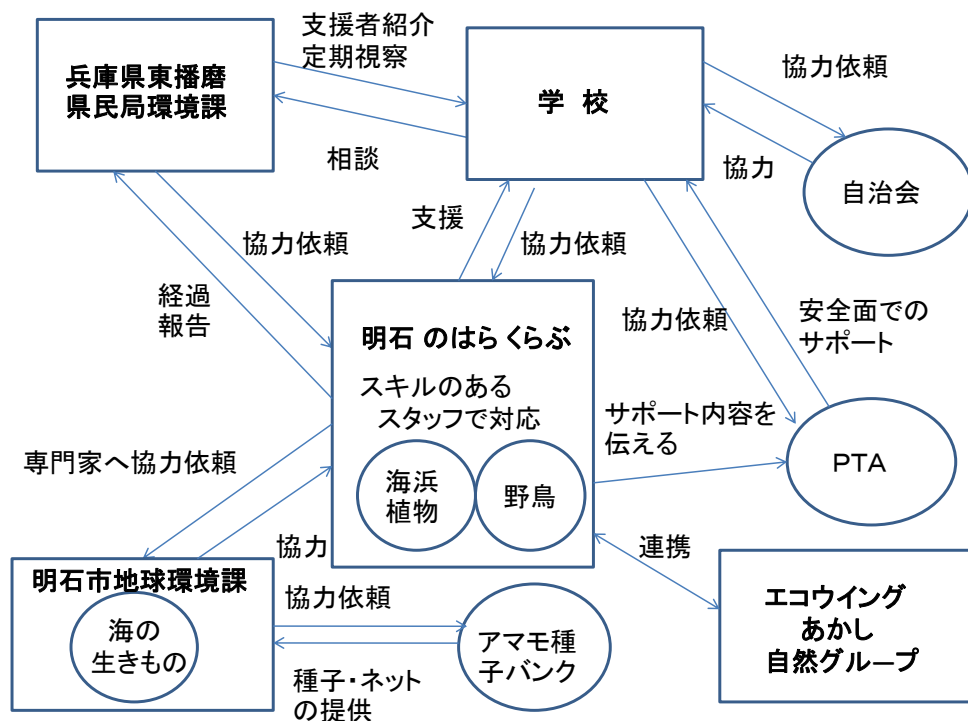 支援者紹介
定期視察
兵庫県東播磨
県民局環境課
学 校
協力依頼
相談
協力
自治会
支援
協力依頼
協力依頼
経過
報告
協力依頼
安全面での
サポート
明石 のはら くらぶ
スキルのある
スタッフで対応
海浜
植物
野鳥
サポート内容を
伝える
PTA
専門家へ協力依頼
協力
連携
明石市地球環境課
海の
生きもの
協力依頼
アマモ種
子バンク
種子・ネット
の提供
エコウイング
あかし
自然グループ